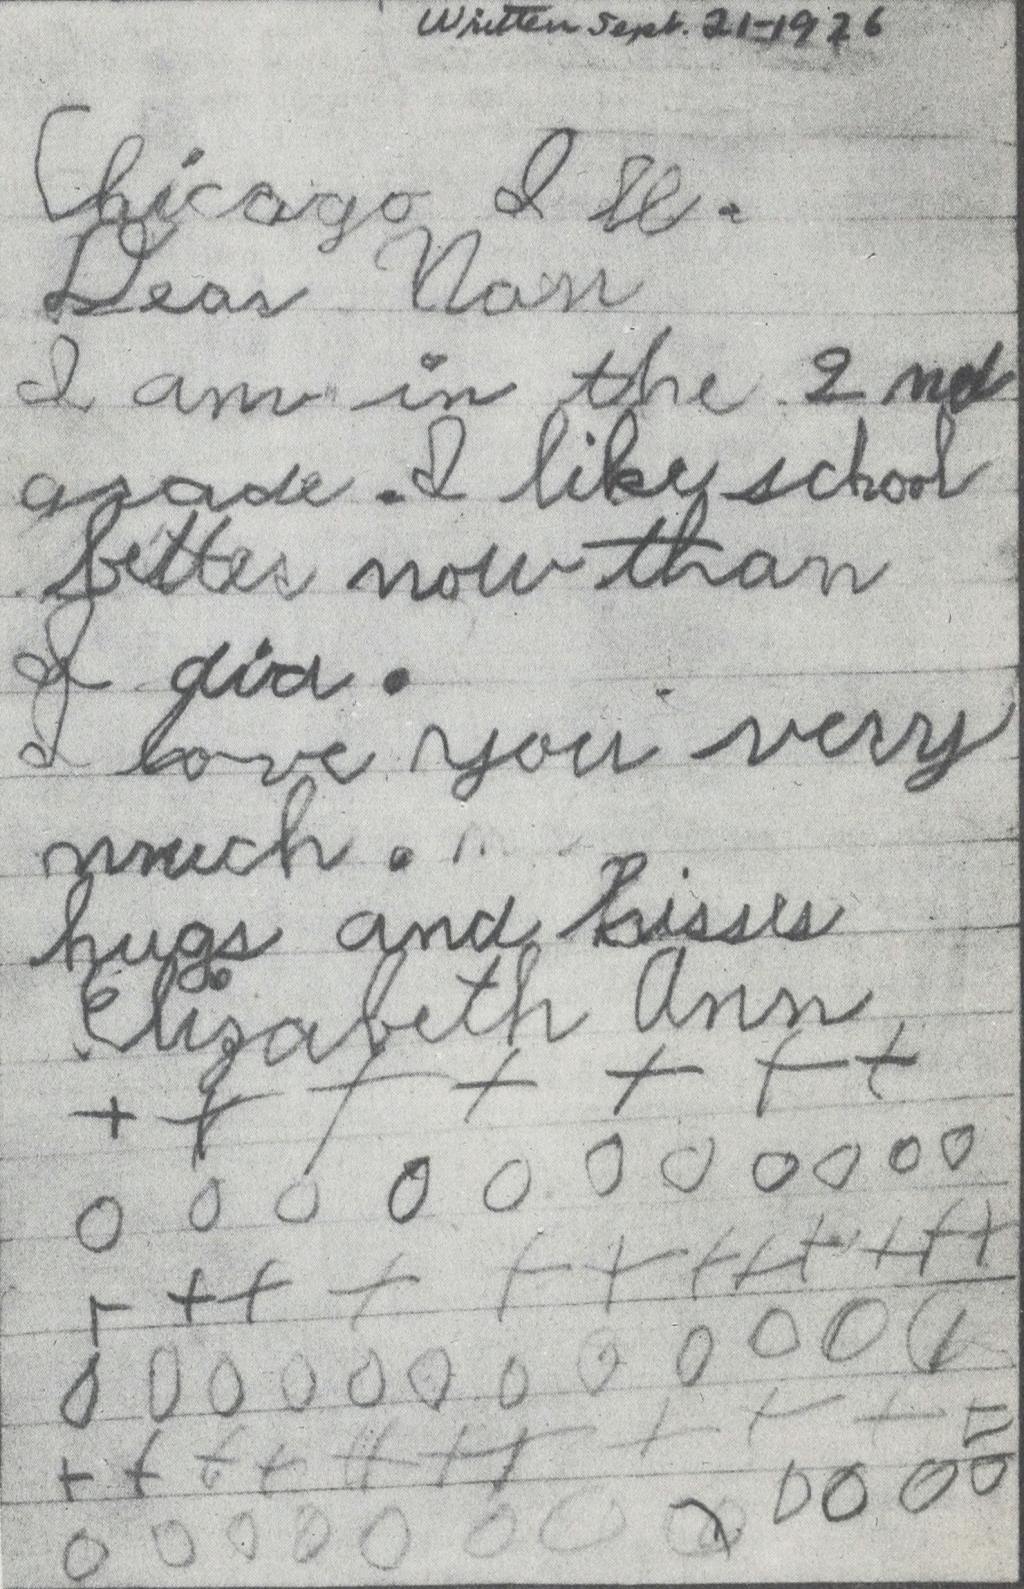 Written Sept. 21-1926
Chicago Ill.
Dear Nan
I am in the 2nd
grade. I like school
better now than
I did.
I love you very
much.
hugs and kisses
Elizabeth Ann
+ + + + + + +
0 0 0 0 0 0 0 0 0 0 0
+ + + + + + + + + + + +
0 0 0 0 0 0 0 0 0 0 0 0
+ + + + + + + + + + +
0 0 0 0 0 0 0 0 0 0 0 0